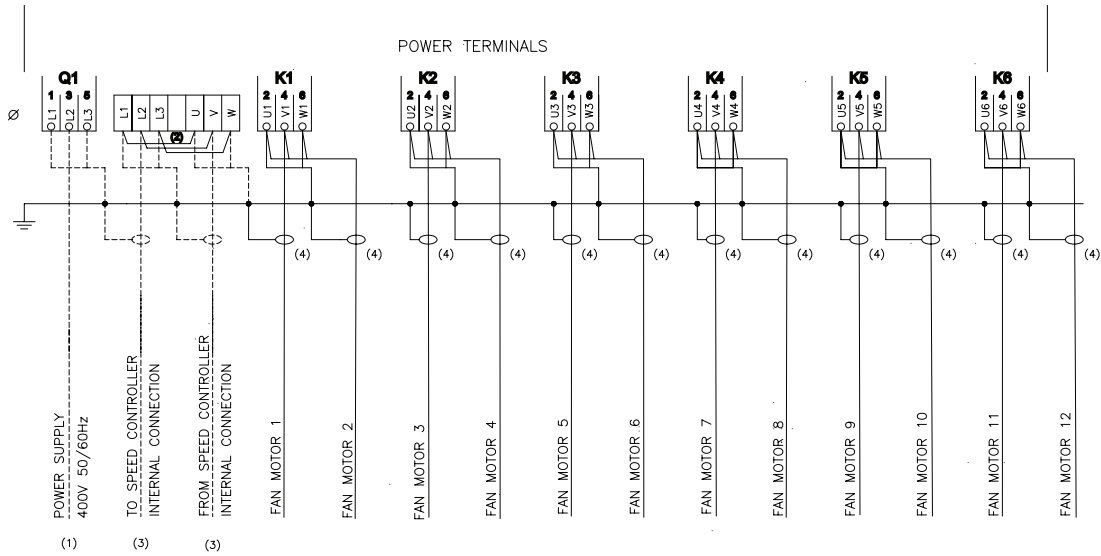 POWER TERMINALS
Q1 K1 K2 K3 K4 K5 K6
1 3 5 2 4 6 2 4 6 2 4 6 2 4 6 2 4 6 2 4 6
L1 L2 L3 L1 L2 L3 U V W U1 V1 W1 U2 V2 W2 U3 V3 W3 U4 V4 W4 U5 V5 W5 U6 V6 W6
Ø
(2)
(4) (4) (4) (4) (4) (4) (4) (4) (4) (4) (4) (4)
POWER SUPPLY
400V 50/60Hz
TO SPEED CONTROLLER
INTERNAL CONNECTION
FROM SPEED CONTROLLER
INTERNAL CONNECTION
FAN MOTOR 1
FAN MOTOR 2
FAN MOTOR 3
FAN MOTOR 4
FAN MOTOR 5
FAN MOTOR 6
FAN MOTOR 7
FAN MOTOR 8
FAN MOTOR 9
FAN MOTOR 10
FAN MOTOR 11
FAN MOTOR 12
(1) (3) (3)